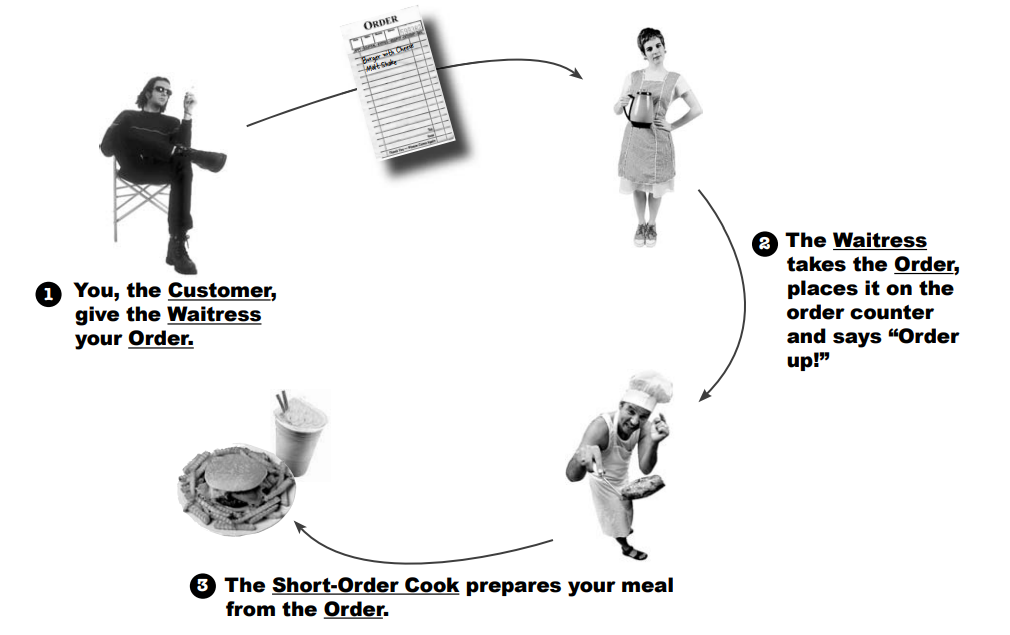 ORDER
Burger with Cheese
Malt Shake
1 You, the Customer,
give the Waitress
your Order.
2 The Waitress
takes the Order,
places it on the
order counter
and says “Order
up!”
3 The Short-Order Cook prepares your meal
from the Order.